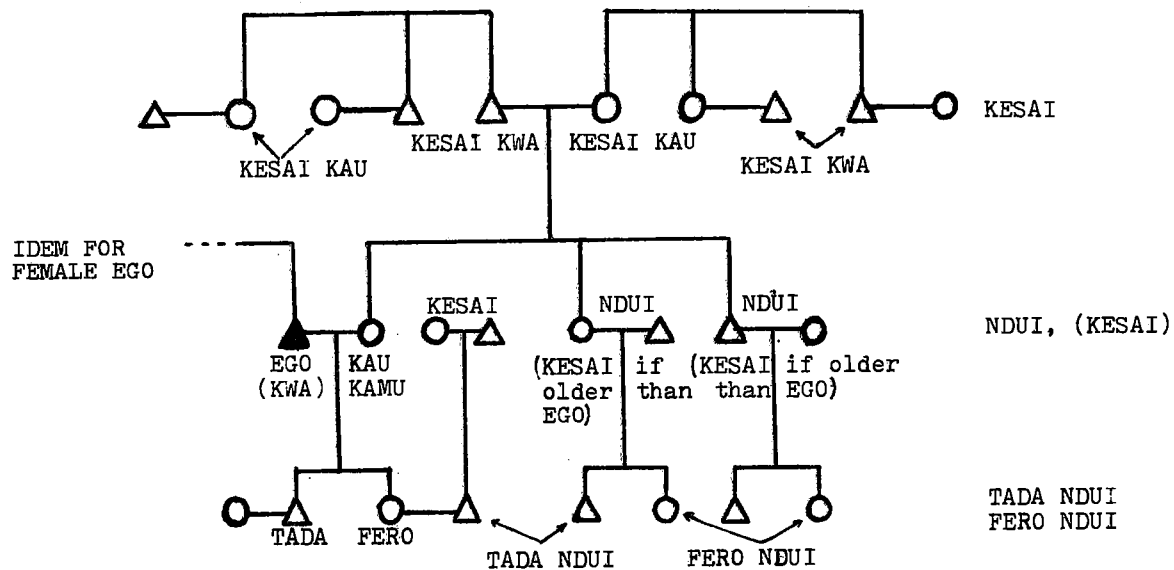 KESAI
KESAI KAU
KESAI KWA
KESAI KAU
KESAI KWA
IDEM FOR
FEMALE EGO
KESAI
NDUI
NDUI
NDUI, (KESAI)
EGO
(KWA)
KAU
KAMU
(KESAI if
older than
EGO)
(KESAI if older
than EGO)
TADA
FERO
TADA NDUI
FERO NDUI
TADA NDUI
FERO NDUI